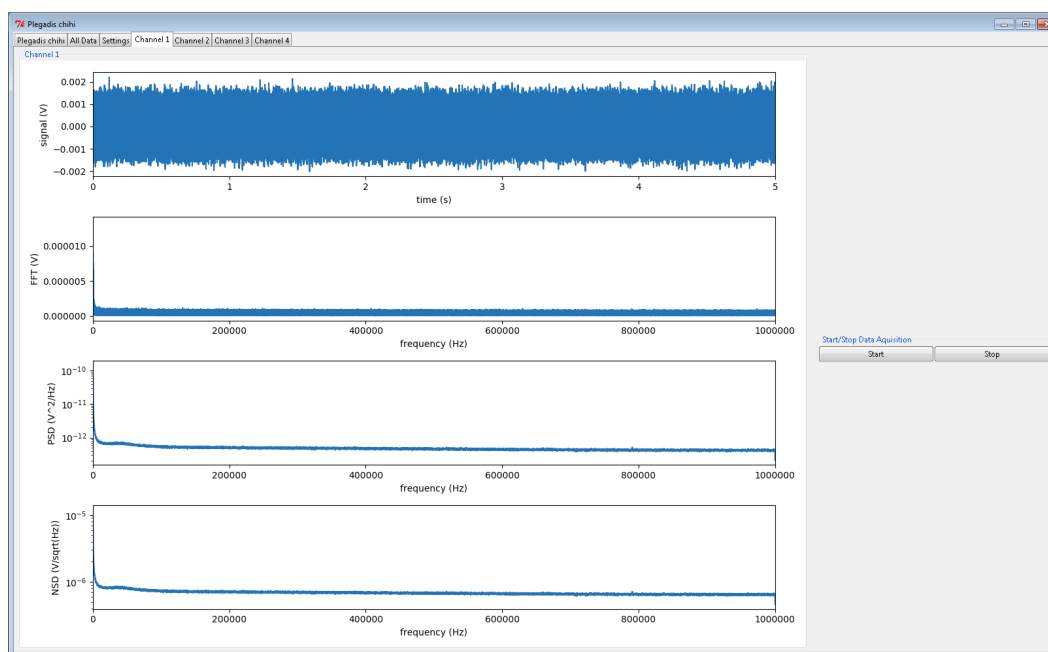 Plegadis chihi
Plegadis chihi All Data Settings Channel 1 Channel 2 Channel 3 Channel 4
Channel 1
0.002
0.001
0.000
−0.001
−0.002
signal (V)
0 1 2 3 4 5
time (s)
0.000010
0.000005
0.000000
FFT (V)
0 200000 400000 600000 800000 1000000
frequency (Hz)
10⁻¹⁰
10⁻¹¹
10⁻¹²
PSD (V^2/Hz)
0 200000 400000 600000 800000 1000000
frequency (Hz)
10⁻⁵
10⁻⁶
NSD (V/sqrt(Hz))
0 200000 400000 600000 800000 1000000
frequency (Hz)
Start/Stop Data Aquisition
Start Stop